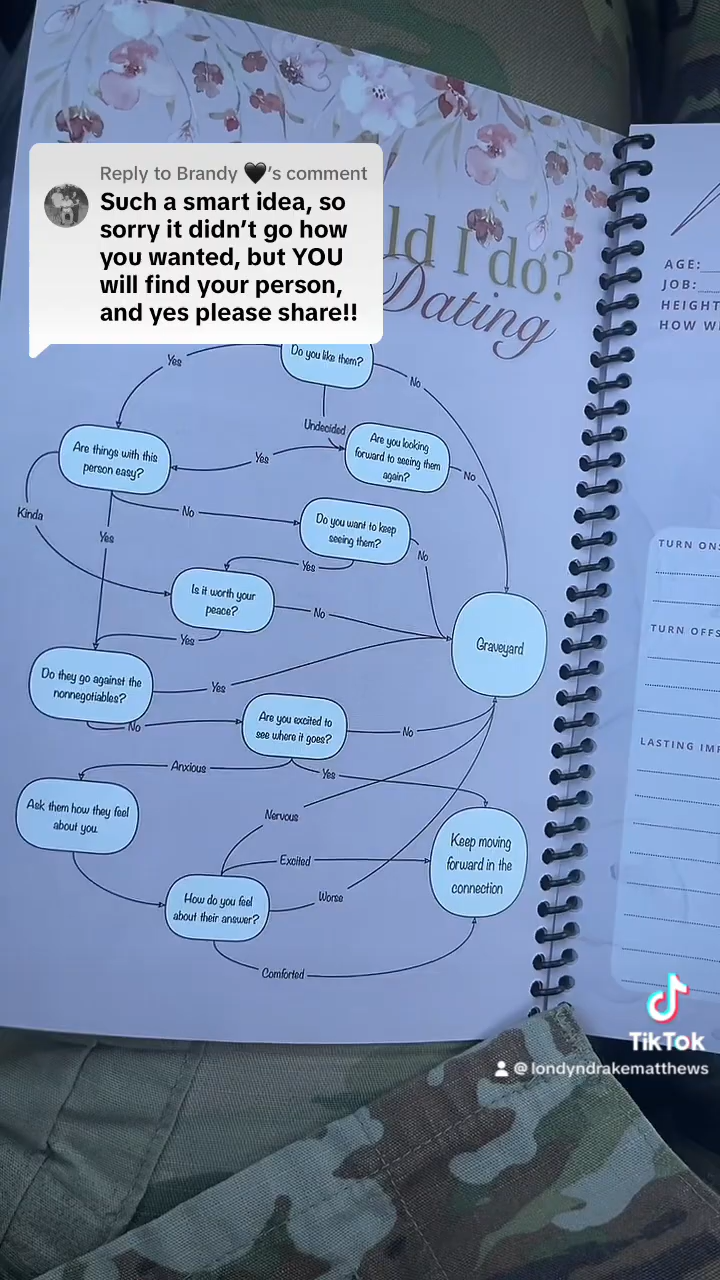 Reply to Brandy 🖤's comment
Such a smart idea, so
sorry it didn't go how
you wanted, but YOU
will find your person,
and yes please share!!
ld I do?
Dating
Do you like them?
Yes
No
Undecided
Are you looking
forward to seeing them
again?
Yes
No
Are things with this
person easy?
Kinda
Yes
No
Do you want to keep
seeing them?
Yes
No
Is it worth your
peace?
Yes
No
Graveyard
Do they go against the
nonnegotiables?
Yes
No
Are you excited to
see where it goes?
No
Anxious
Yes
Ask them how they feel
about you.
Nervous
Excited
Worse
Comforted
How do you feel
about their answer?
Keep moving
forward in the
connection
AGE:
JOB:
HEIGHT
HOW
TURN
TURN OFFS
LASTING
TikTok
@londyndrakematthews